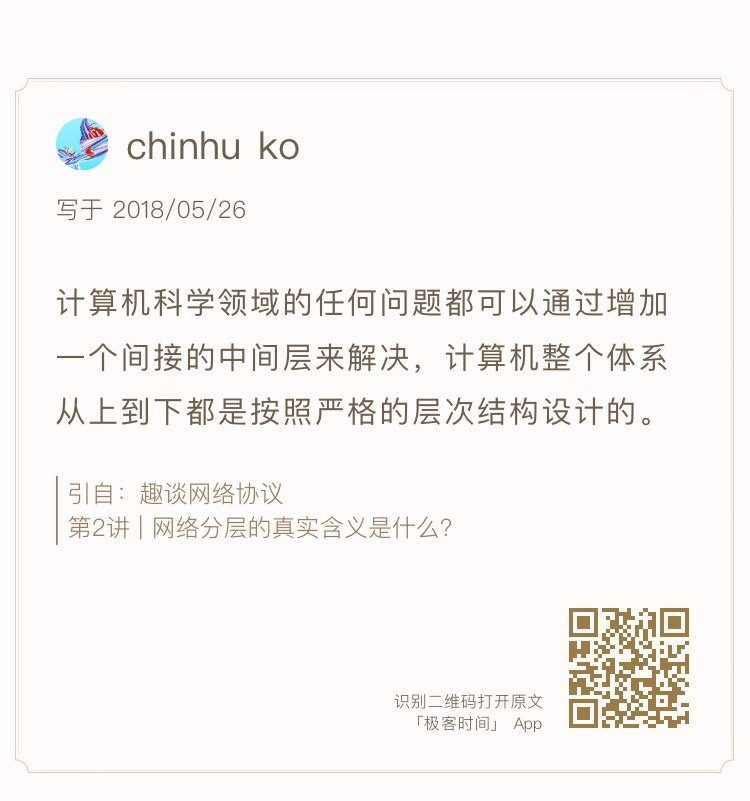 chinhu ko
写于 2018/05/26
计算机科学领域的任何问题都可以通过增加
一个间接的中间层来解决，计算机整个体系
从上到下都是按照严格的层次结构设计的。
引自：趣谈网络协议
第2讲 | 网络分层的真实含义是什么？
识别二维码打开原文
「极客时间」 App